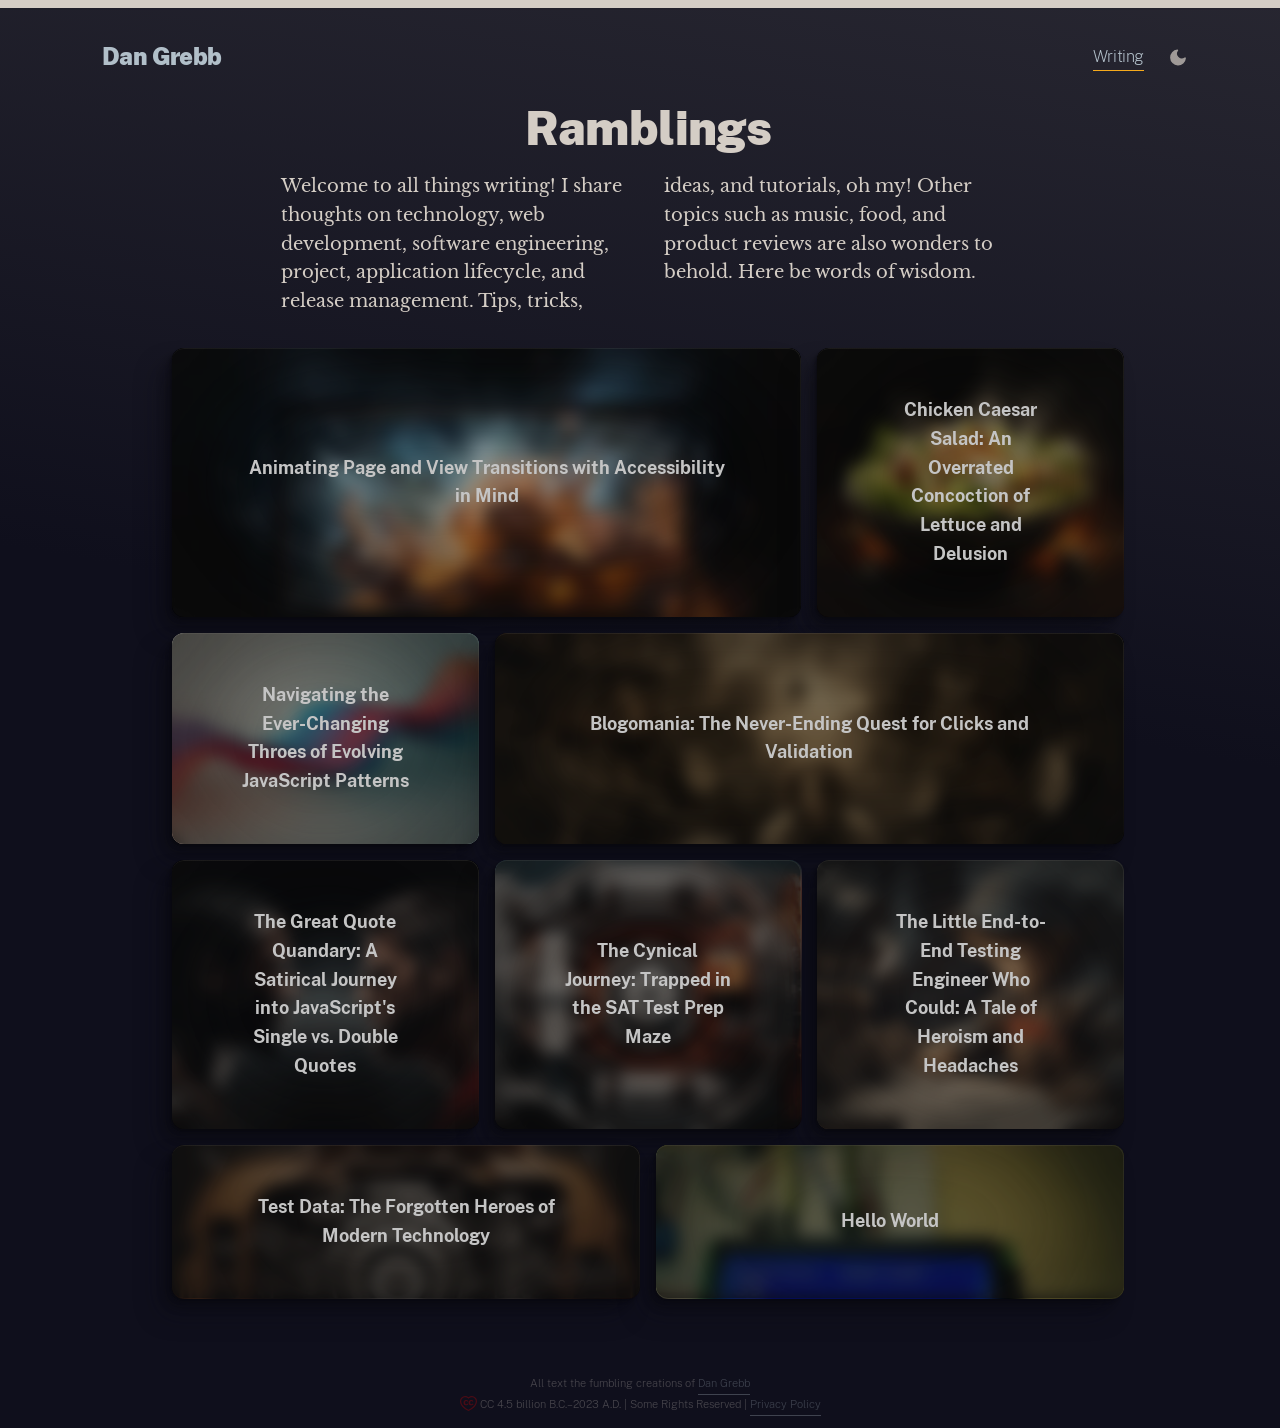 Dan Grebb
Writing
Ramblings
Welcome to all things writing! I share
thoughts on technology, web
development, software engineering,
project, application lifecycle, and
release management. Tips, tricks,
ideas, and tutorials, oh my! Other
topics such as music, food, and
product reviews are also wonders to
behold. Here be words of wisdom.
Animating Page and View Transitions with Accessibility
in Mind
Chicken Caesar
Salad: An
Overrated
Concoction of
Lettuce and
Delusion
Navigating the
Ever-Changing
Throes of Evolving
JavaScript Patterns
Blogomania: The Never-Ending Quest for Clicks and
Validation
The Great Quote
Quandary: A
Satirical Journey
into JavaScript's
Single vs. Double
Quotes
The Cynical
Journey: Trapped in
the SAT Test Prep
Maze
The Little End-to-
End Testing
Engineer Who
Could: A Tale of
Heroism and
Headaches
Test Data: The Forgotten Heroes of
Modern Technology
Hello World
All text the fumbling creations of Dan Grebb
CC 4.5 billion B.C.–2023 A.D. | Some Rights Reserved | Privacy Policy